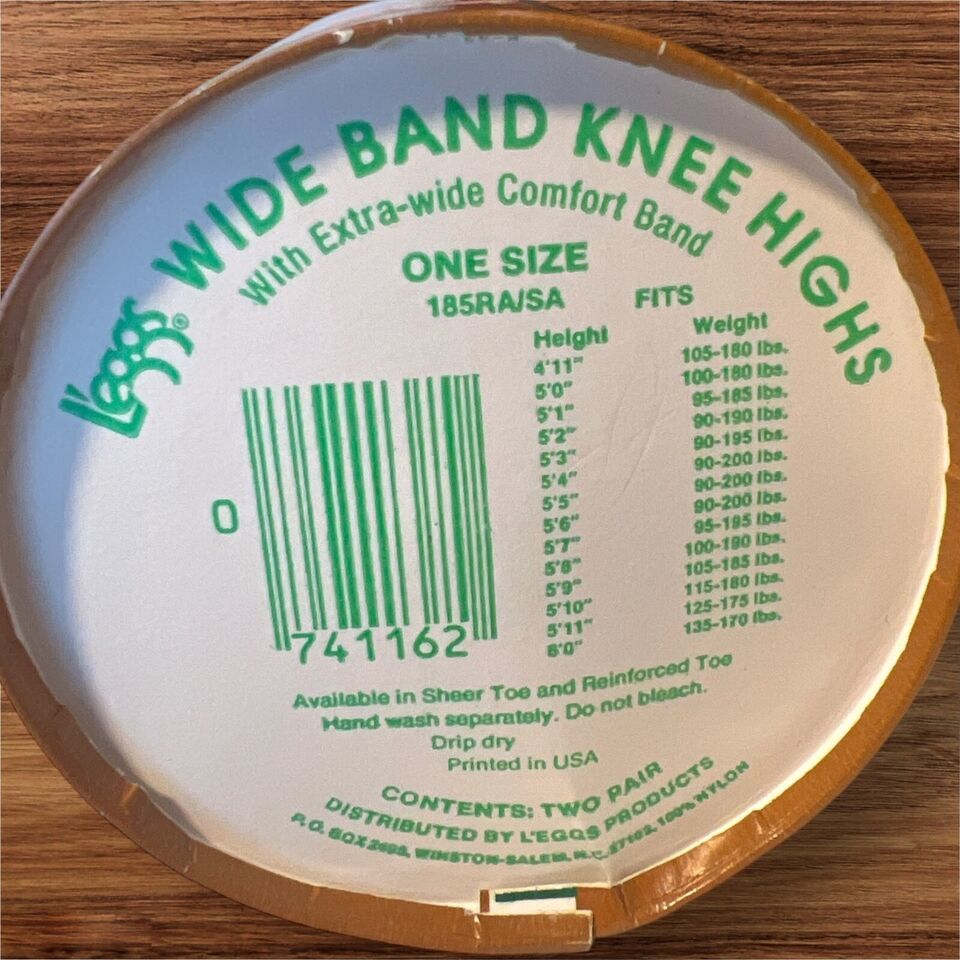 L'eggs® WIDE BAND KNEE HIGHS
With Extra-wide Comfort Band
ONE SIZE
185RA/SA FITS
Height Weight
4'11" 105-180 lbs.
5'0" 100-180 lbs.
5'1" 95-185 lbs.
5'2" 90-190 lbs.
5'3" 90-195 lbs.
5'4" 90-200 lbs.
5'5" 90-200 lbs.
5'6" 90-200 lbs.
5'7" 95-195 lbs.
5'8" 100-190 lbs.
5'9" 105-185 lbs.
5'10" 115-180 lbs.
5'11" 125-175 lbs.
6'0" 135-170 lbs.
0
741162
Available in Sheer Toe and Reinforced Toe
Hand wash separately. Do not bleach.
Drip dry
Printed in USA
CONTENTS: TWO PAIR
DISTRIBUTED BY L'EGGS PRODUCTS
P.O. BOX WINSTON-SALEM, N.C. 100% NYLON